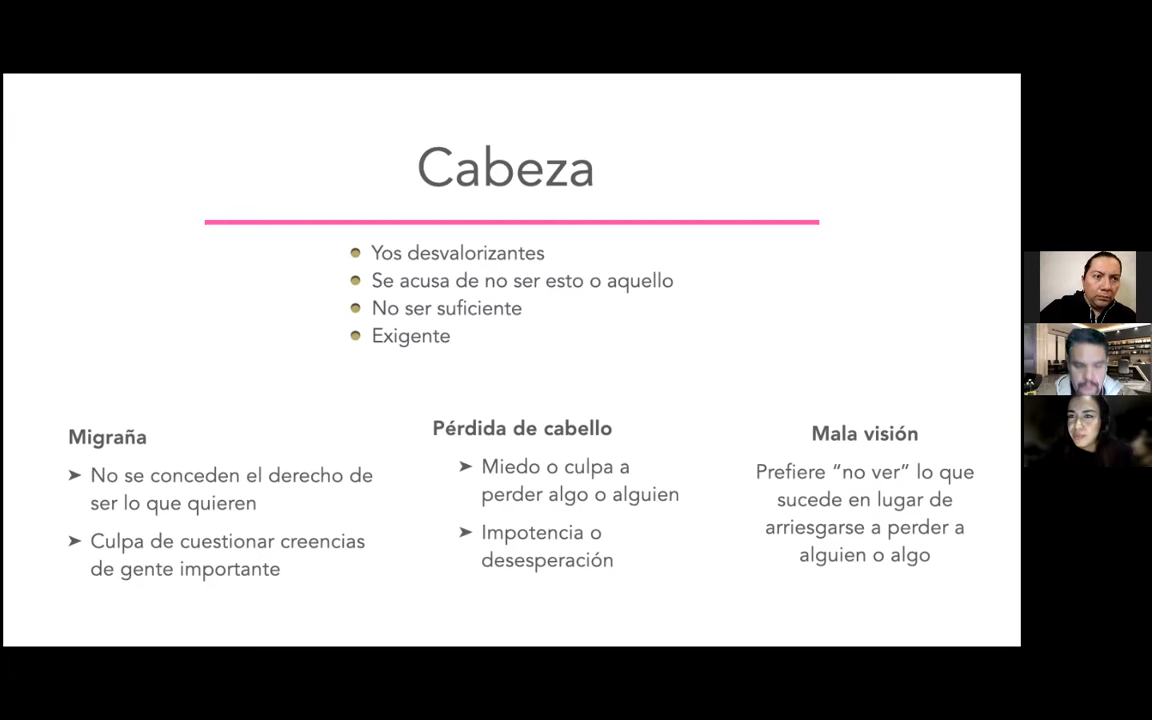 Cabeza
Yos desvalorizantes
Se acusa de no ser esto o aquello
No ser suficiente
Exigente
Migraña
➤ No se conceden el derecho de
ser lo que quieren
➤ Culpa de cuestionar creencias
de gente importante
Pérdida de cabello
➤ Miedo o culpa a
perder algo o alguien
➤ Impotencia o
desesperación
Mala visión
Prefiere “no ver” lo que
sucede en lugar de
arriesgarse a perder a
alguien o algo